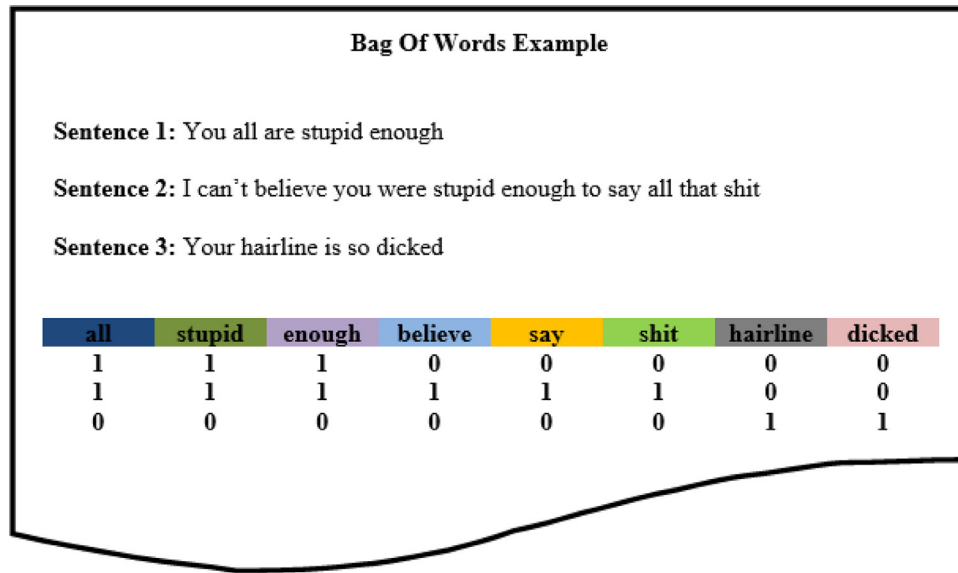 Bag Of Words Example
Sentence 1: You all are stupid enough
Sentence 2: I can’t believe you were stupid enough to say all that shit
Sentence 3: Your hairline is so dicked
all stupid enough believe say shit hairline dicked
1 1 1 0 0 0 0 0
1 1 1 1 1 1 0 0
0 0 0 0 0 0 1 1